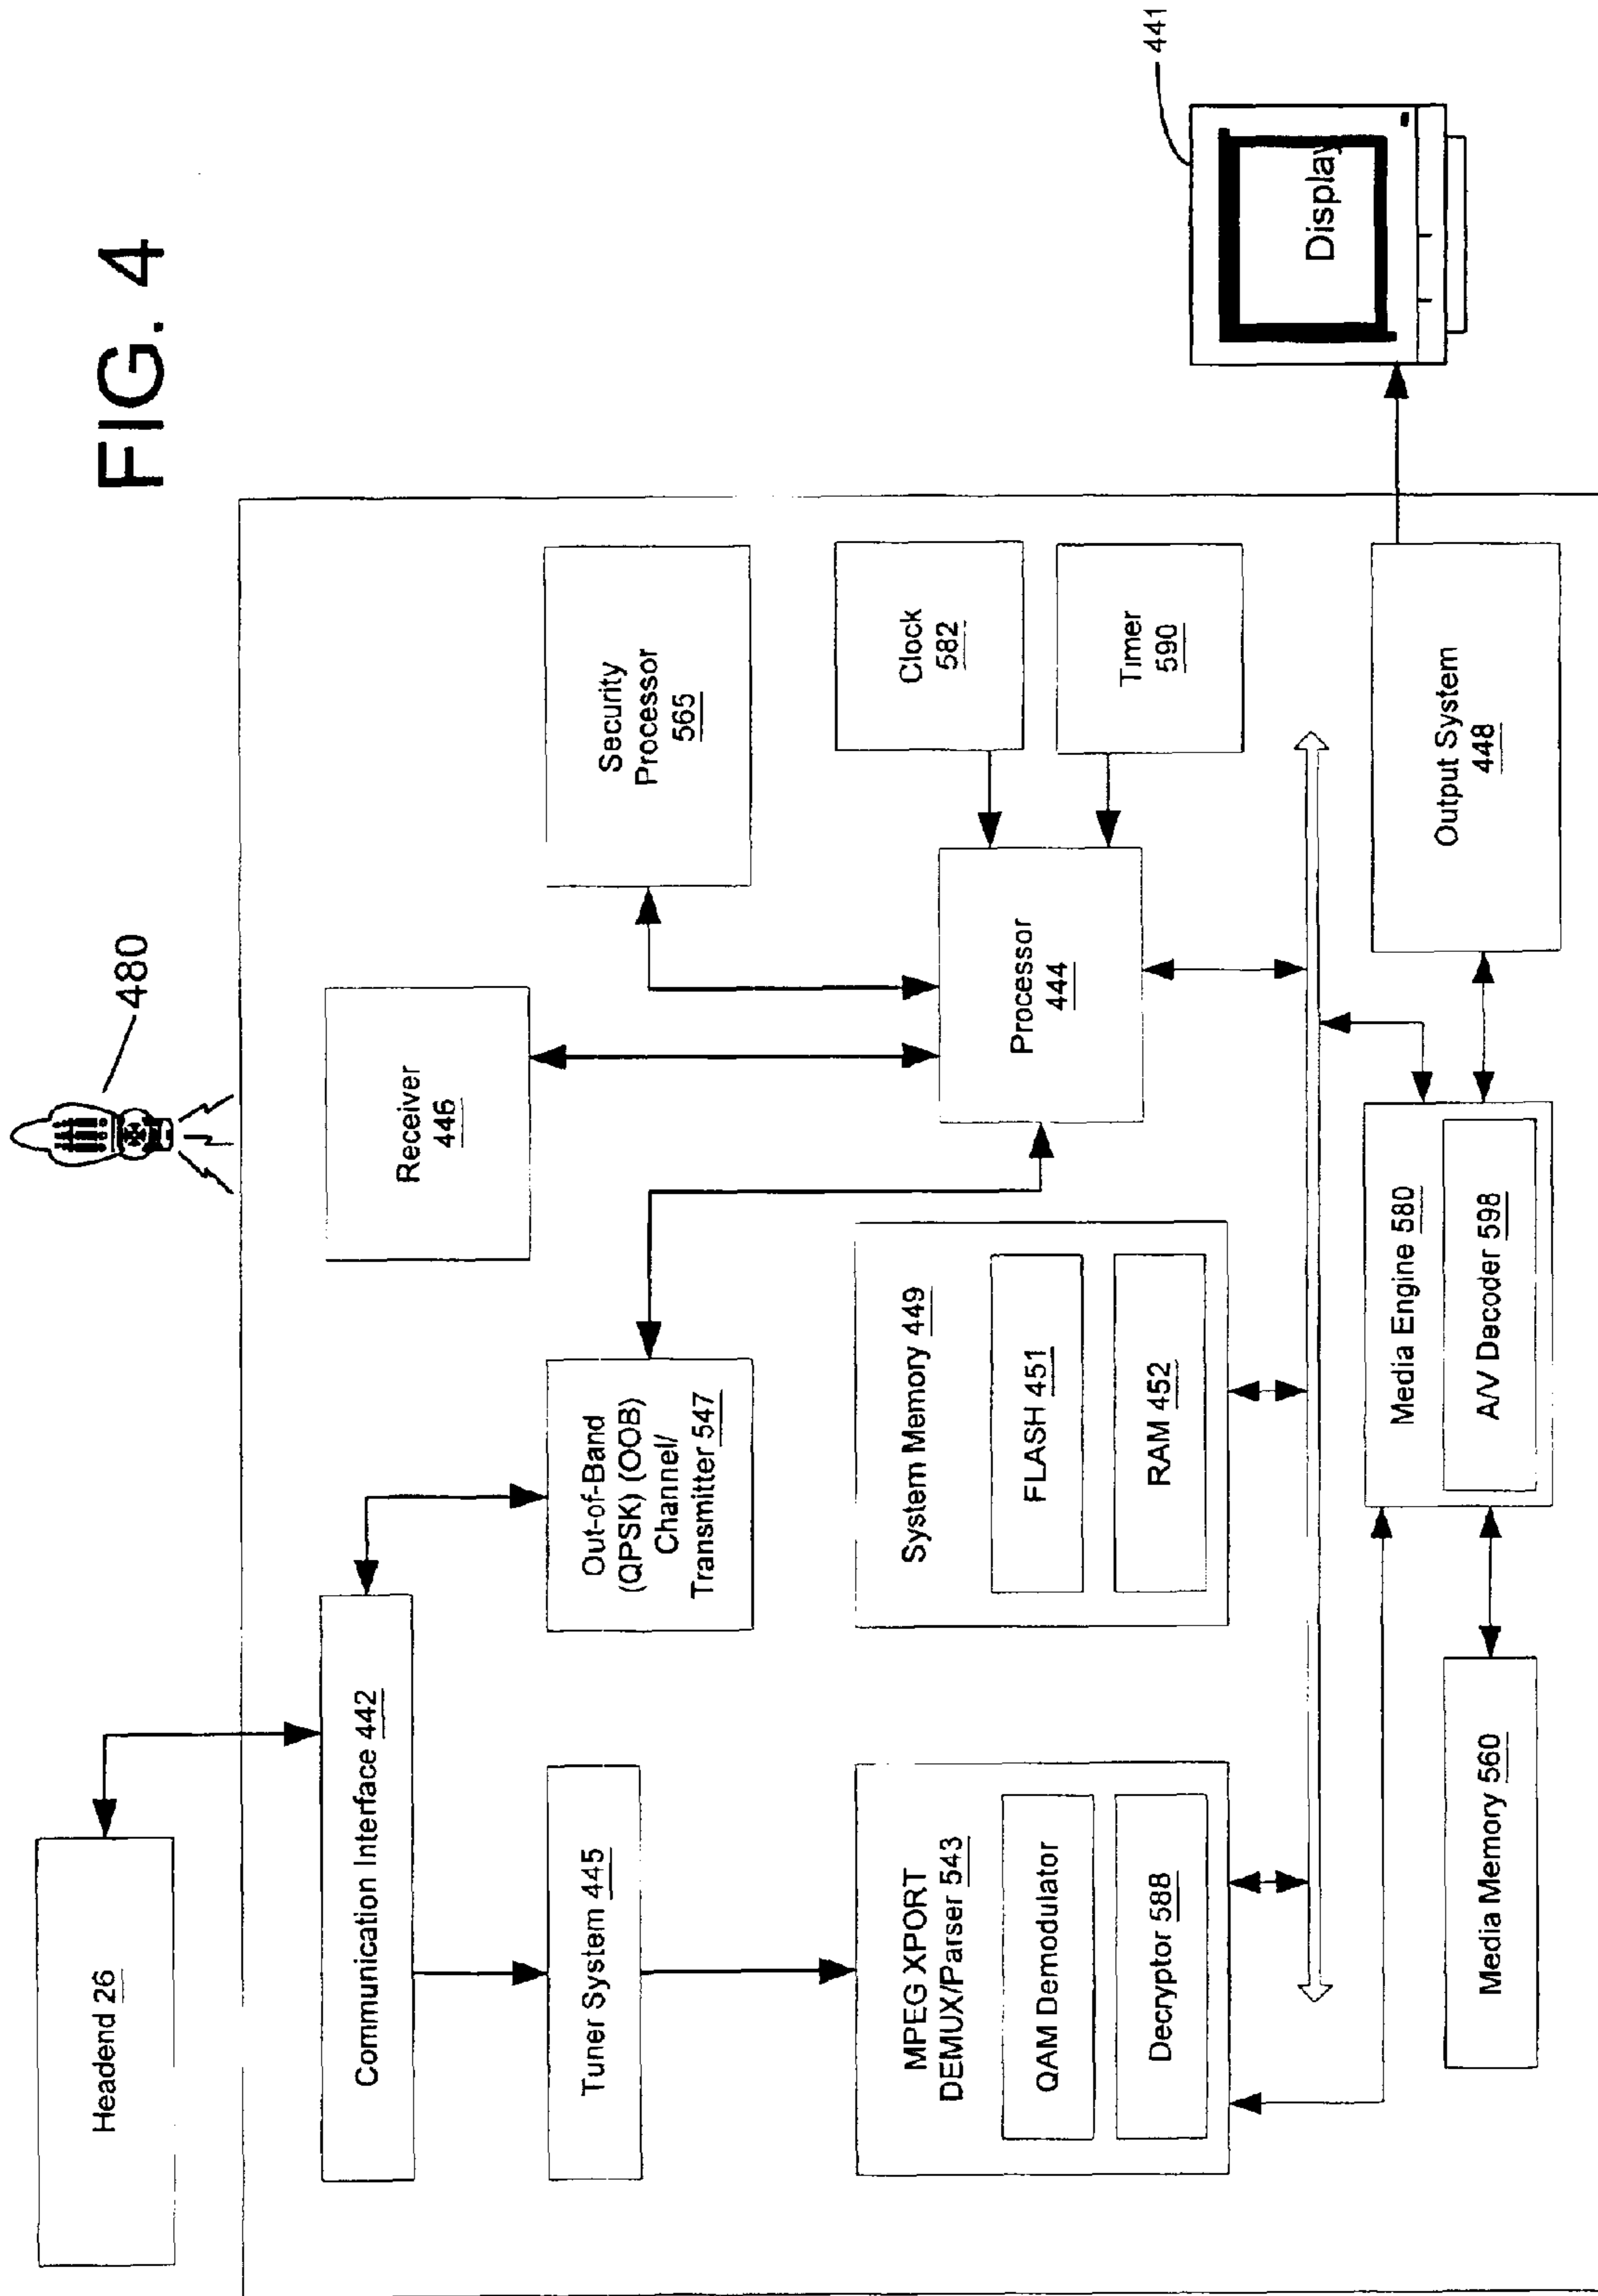 FIG. 4
480
441
Headend 26
Communication Interface 442
Receiver
446
Tuner System 445
Out-of-Band
(QPSK) (OOB)
Channel/
Transmitter 547
Security
Processor
565
MPEG XPORT
DEMUX/Parser 543
QAM Demodulator
Decryptor 588
System Memory 449
FLASH 451
RAM 452
Processor
444
Clock
582
Timer
590
Media Memory 560
Media Engine 580
A/V Decoder 598
Output System
448
Display